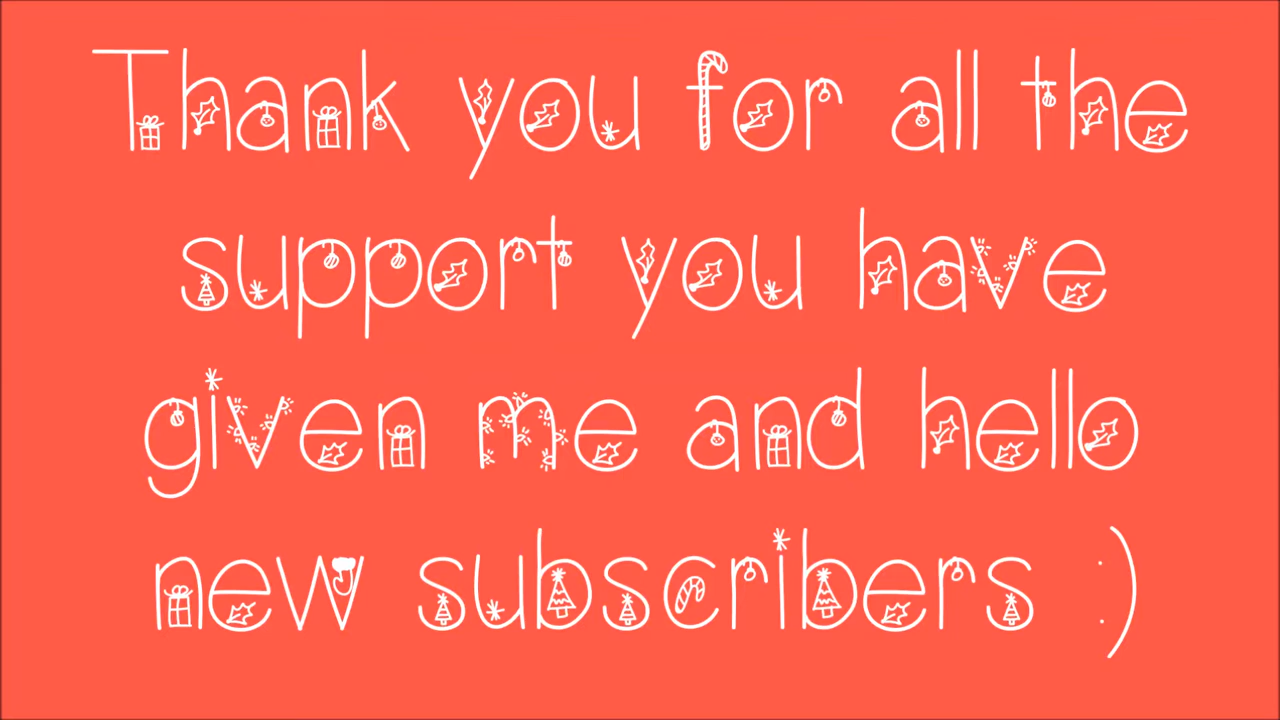 Thank you for all the
support you have
given me and hello
new subscribers :)